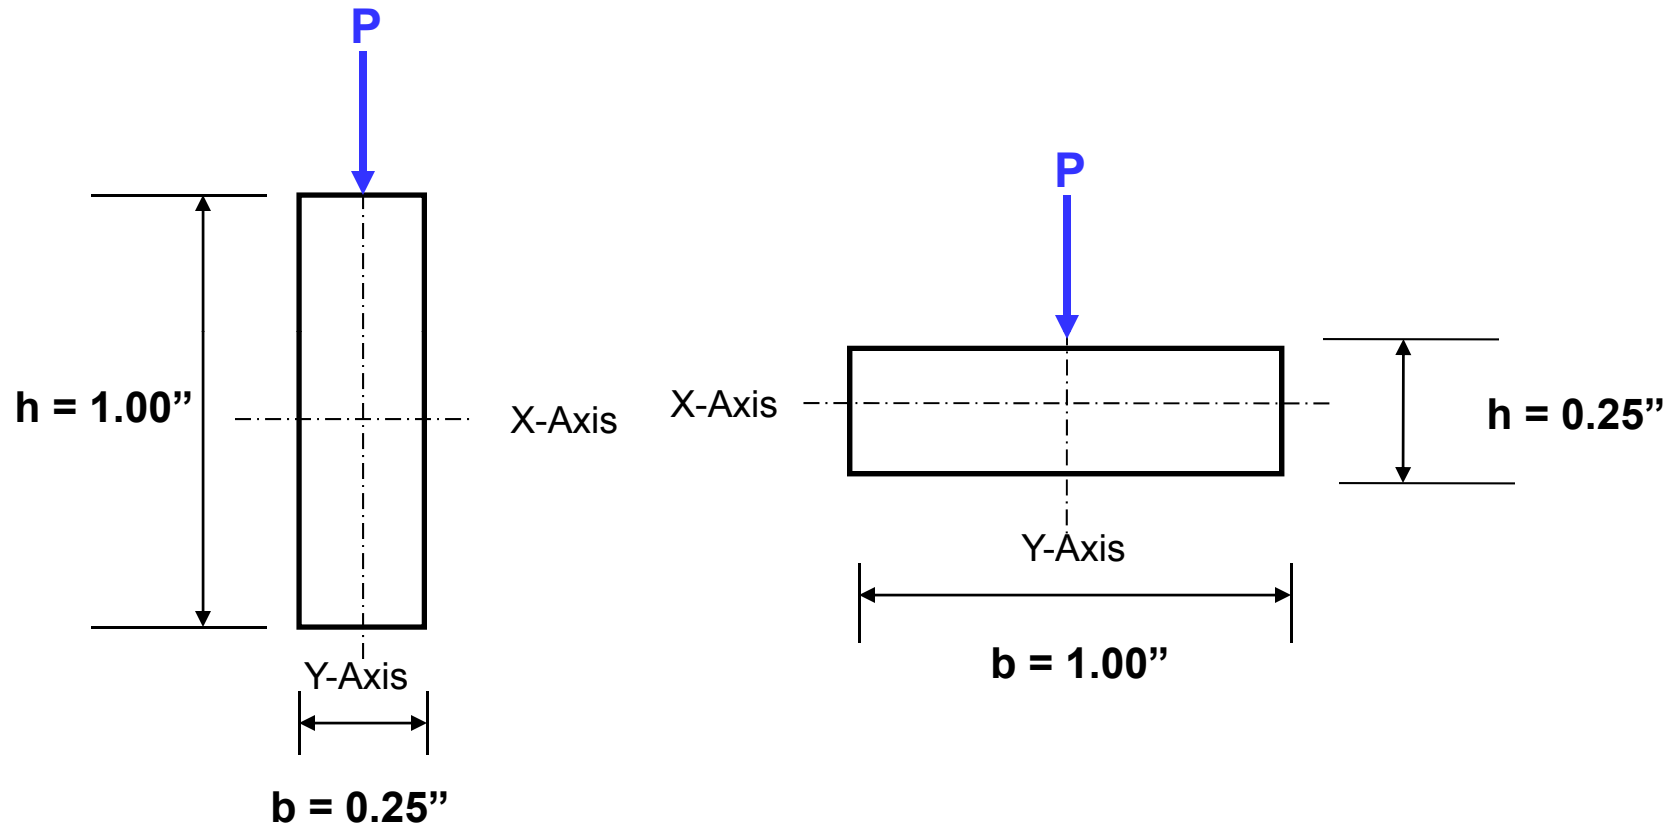 P
h = 1.00”
X-Axis
Y-Axis
b = 0.25”
P
X-Axis
h = 0.25”
Y-Axis
b = 1.00”